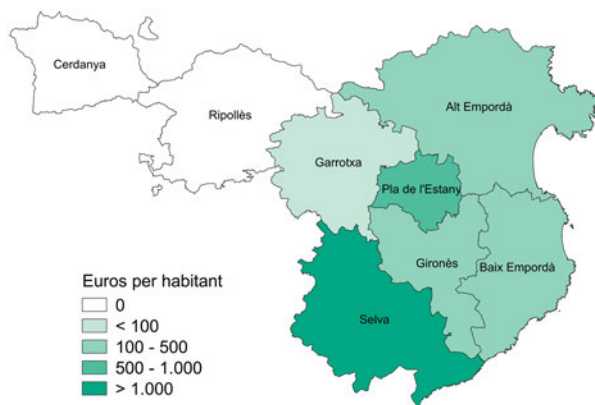 Cerdanya
Ripollès
Alt Empordà
Garrotxa
Pla de l'Estany
Gironès
Baix Empordà
Selva
Euros per habitant
0
< 100
100 - 500
500 - 1.000
> 1.000